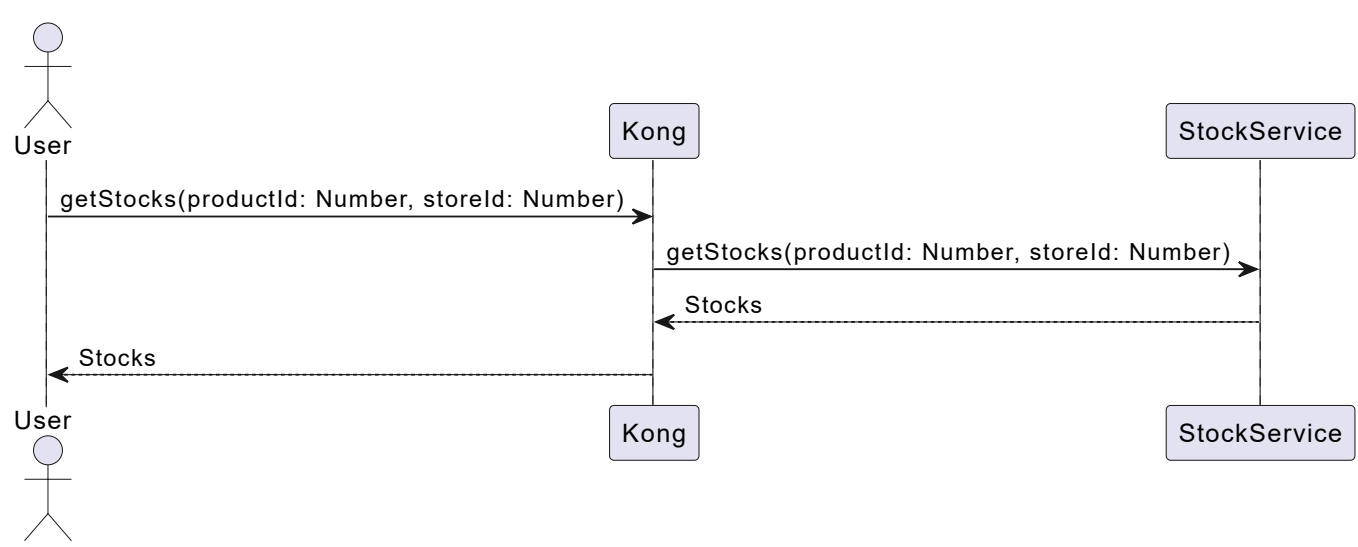 User
Kong
StockService
getStocks(productId: Number, storeId: Number)
getStocks(productId: Number, storeId: Number)
Stocks
Stocks
User
Kong
StockService